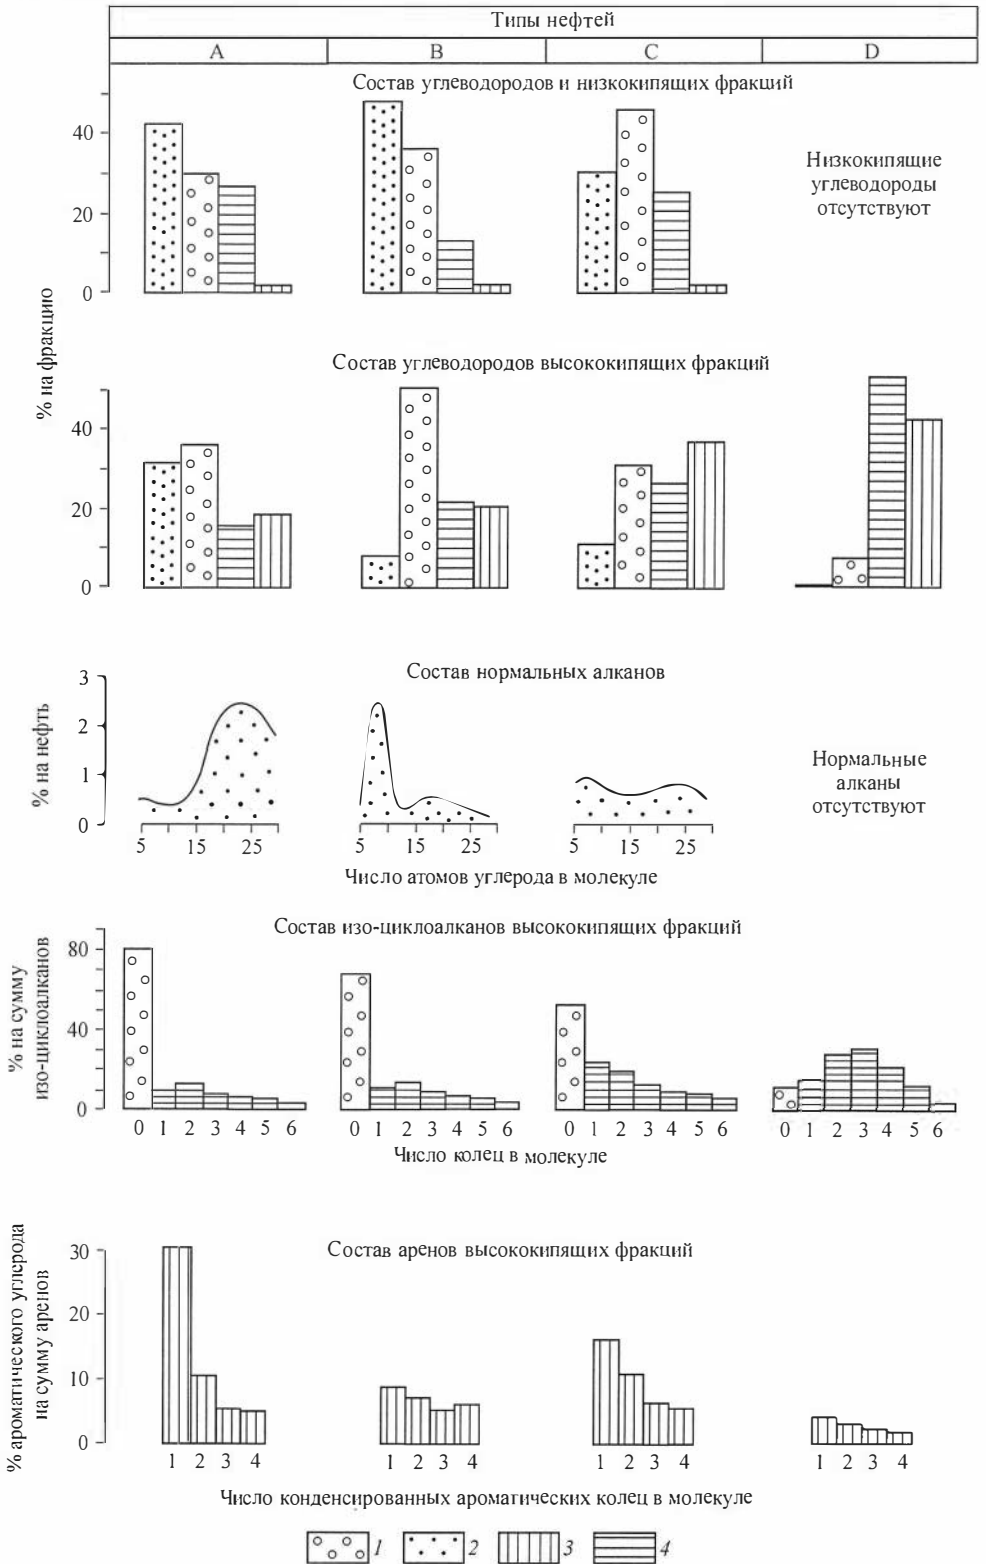 Типы нефтей
A B C D
Состав углеводородов и низкокипящих фракций
40
20
0
Низкокипящие
углеводороды
отсутствуют
% на фракцию
Состав углеводородов высококипящих фракций
40
20
0
Состав нормальных алканов
% на нефть
3
2
1
0
5 15 25 5 15 25 5 15 25
Нормальные
алканы
отсутствуют
Число атомов углерода в молекуле
Состав изо-циклоалканов высококипящих фракций
% на сумму
изо-циклоалканов
80
40
0
0 1 2 3 4 5 6 0 1 2 3 4 5 6 0 1 2 3 4 5 6 0 1 2 3 4 5 6
Число колец в молекуле
Состав аренов высококипящих фракций
% ароматического углерода
на сумму аренов
30
20
10
0
1 2 3 4 1 2 3 4 1 2 3 4 1 2 3 4
Число конденсированных ароматических колец в молекуле
1 2 3 4